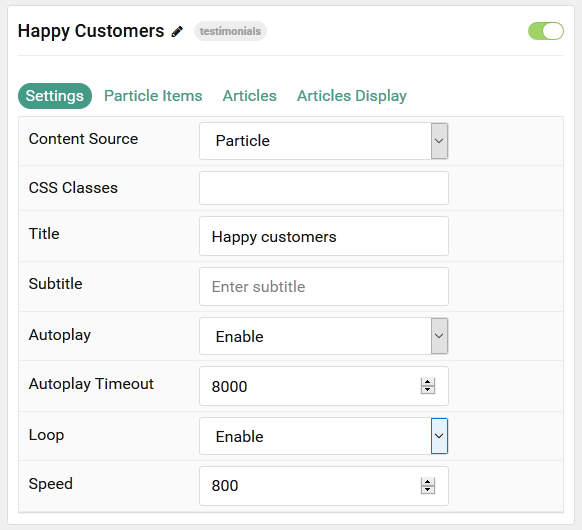 Happy Customers testimonials
Settings Particle Items Articles Articles Display
Content Source Particle
CSS Classes
Title Happy customers
Subtitle Enter subtitle
Autoplay Enable
Autoplay Timeout 8000
Loop Enable
Speed 800